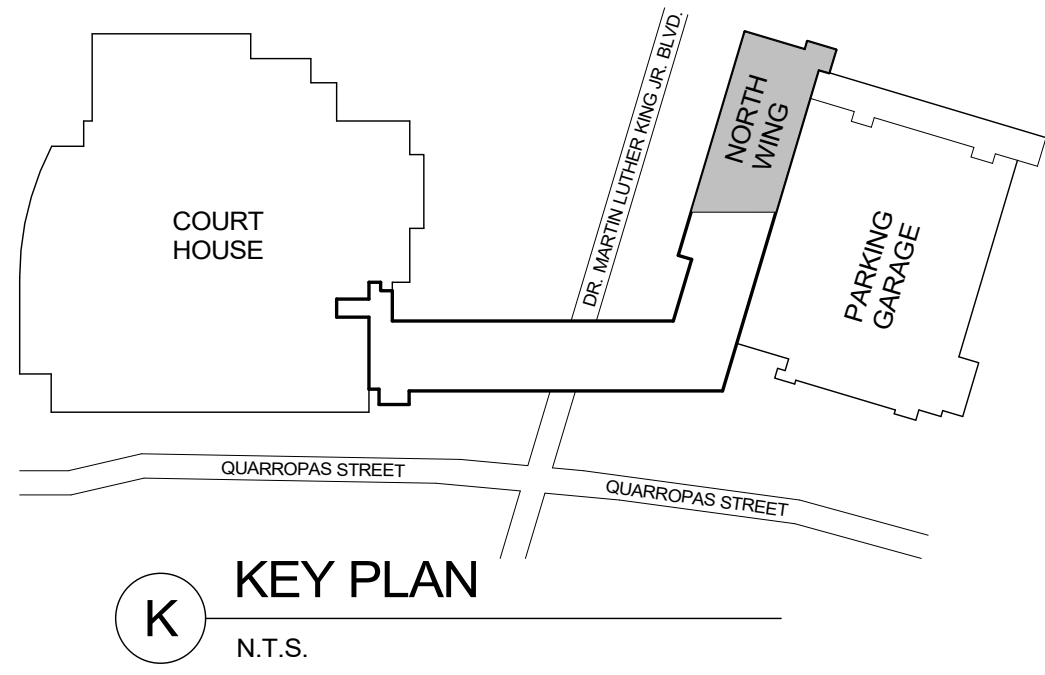 DR. MARTIN LUTHER KING JR. BLVD.
NORTH
WING
COURT
HOUSE
PARKING
GARAGE
QUARROPAS STREET
QUARROPAS STREET
K
KEY PLAN
N.T.S.